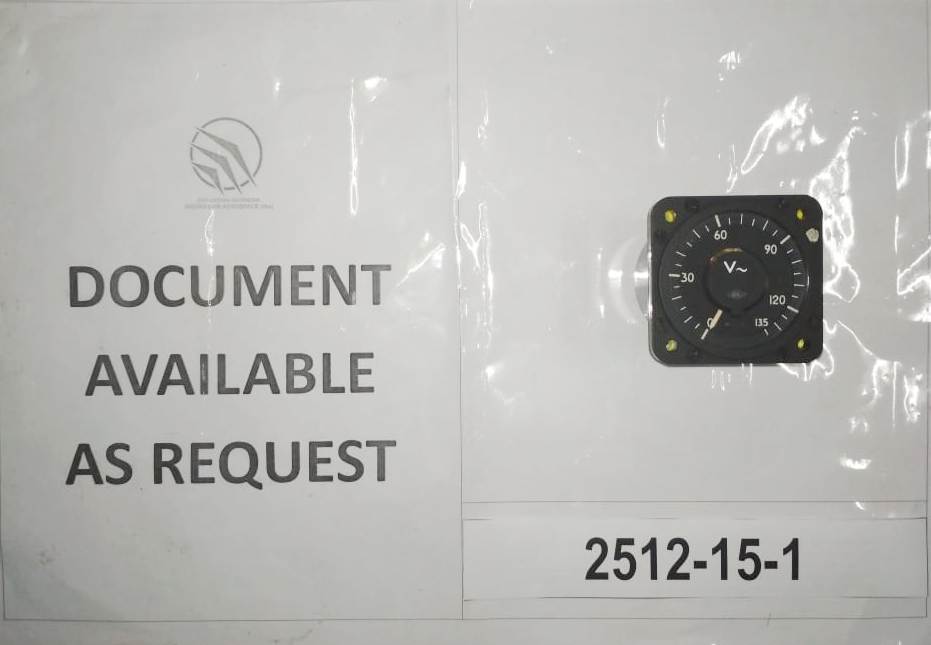 DOCUMENT
AVAILABLE
AS REQUEST
60
90
30
V~
120
0
135
2512-15-1